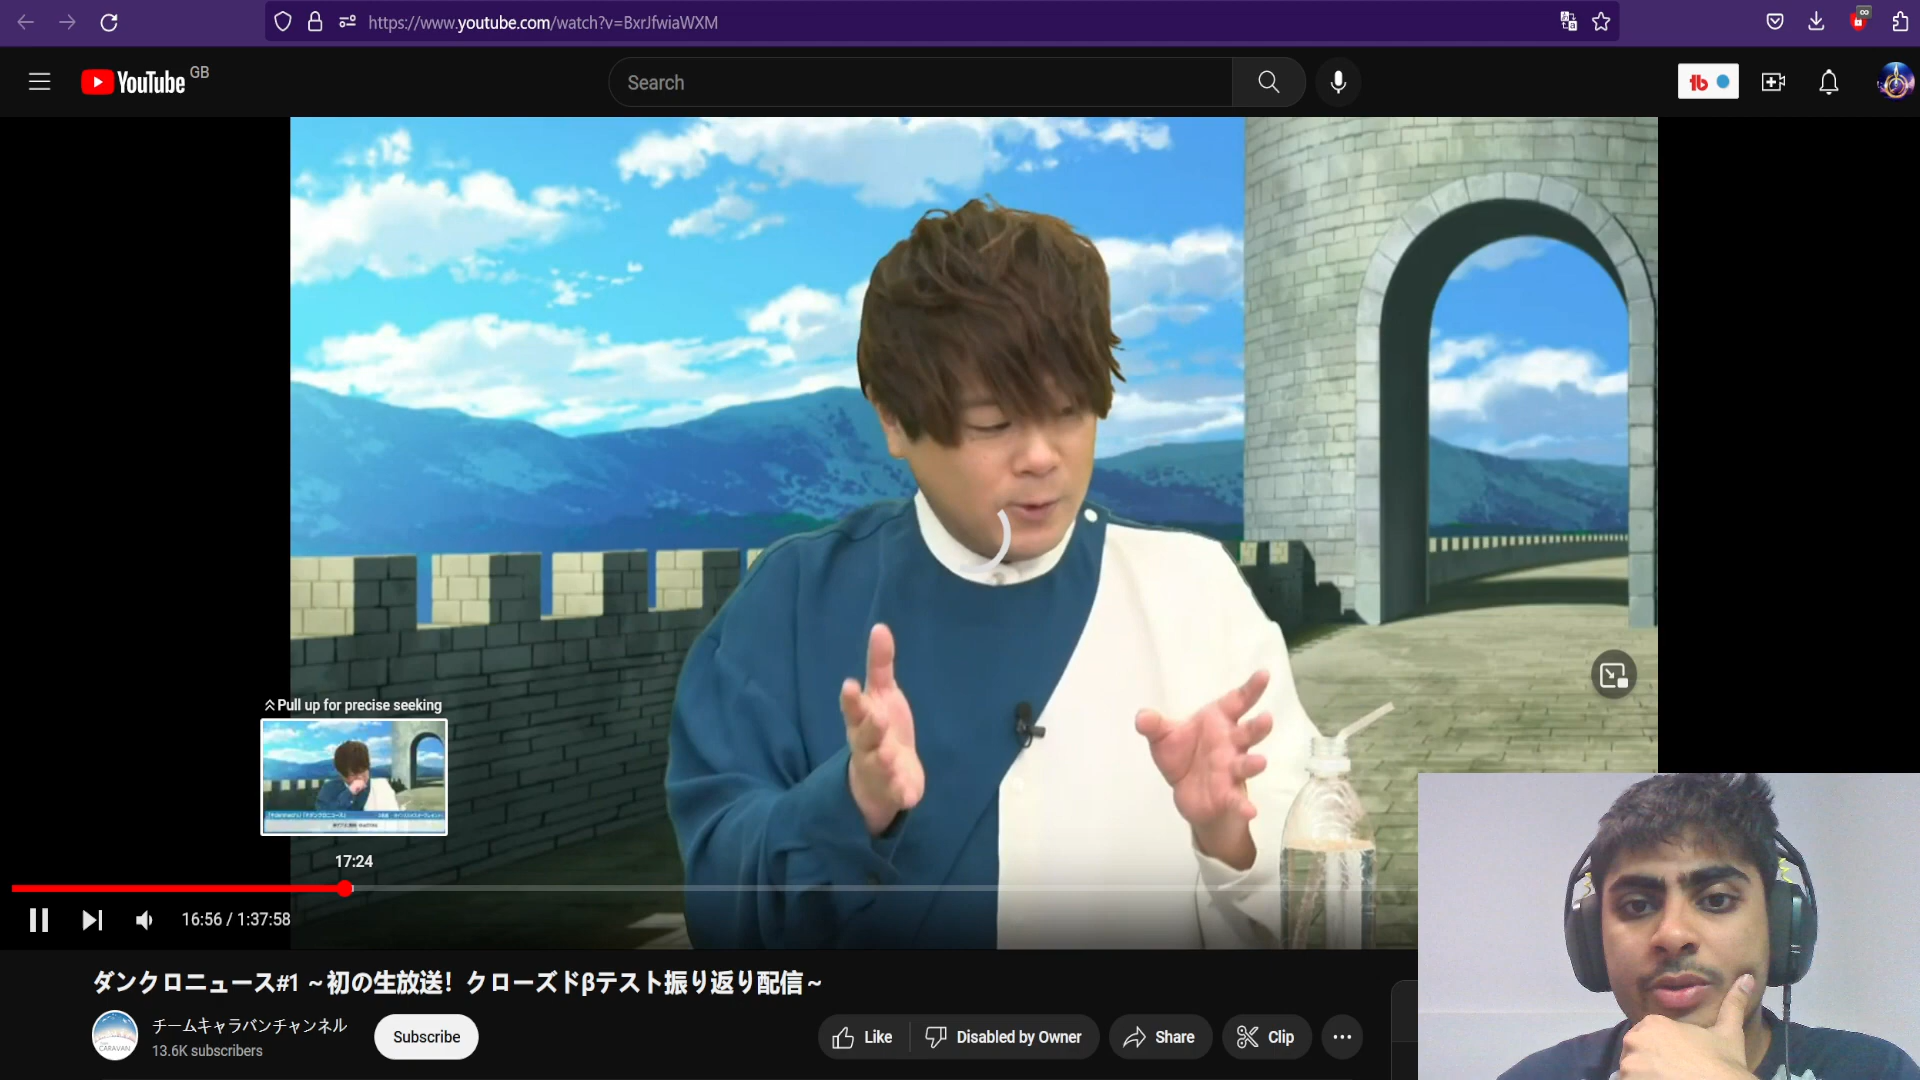 https://www.youtube.com/watch?v=BxrJfwiaWXM
YouTube GB
Search
Pull up for precise seeking
17:24
16:56 / 1:37:58
ダンクロニュース#1 ~初の生放送! クローズドβテスト振り返り配信~
チームキャラバンチャンネル
13.6K subscribers
Subscribe
Like
Disabled by Owner
Share
Clip
CARAVAN